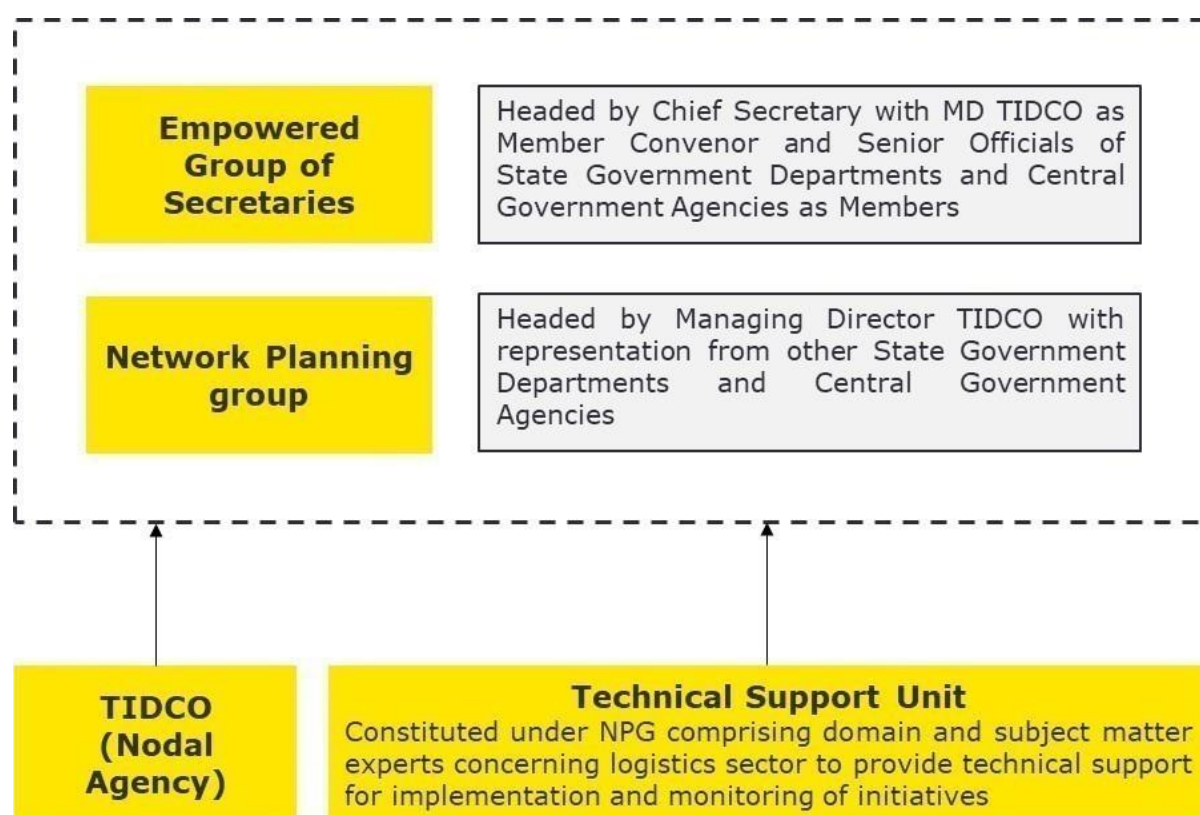 Empowered
Group of
Secretaries
Headed by Chief Secretary with MD TIDCO as
Member Convenor and Senior Officials of
State Government Departments and Central
Government Agencies as Members
Network Planning
group
Headed by Managing Director TIDCO with
representation from other State Government
Departments and Central Government
Agencies
TIDCO
(Nodal
Agency)
Technical Support Unit
Constituted under NPG comprising domain and subject matter
experts concerning logistics sector to provide technical support
for implementation and monitoring of initiatives